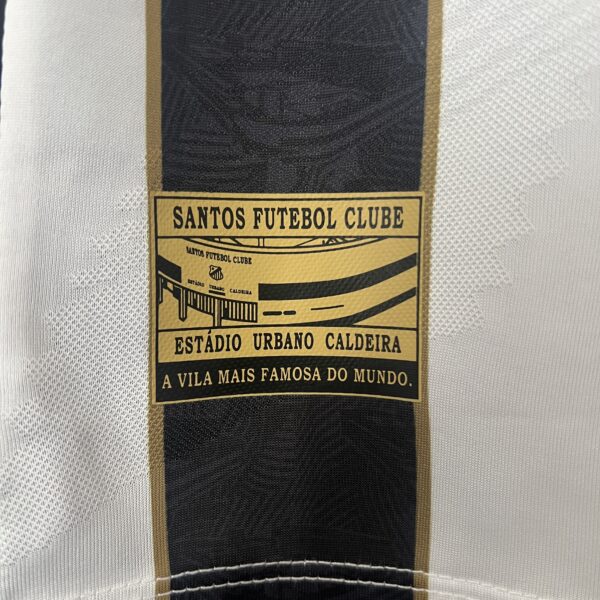 SANTOS FUTEBOL CLUBE
SANTOS FUTEBOL CLUBE
ESTÁDIO URBANO CALDEIRA
ESTÁDIO URBANO CALDEIRA
A VILA MAIS FAMOSA DO MUNDO.